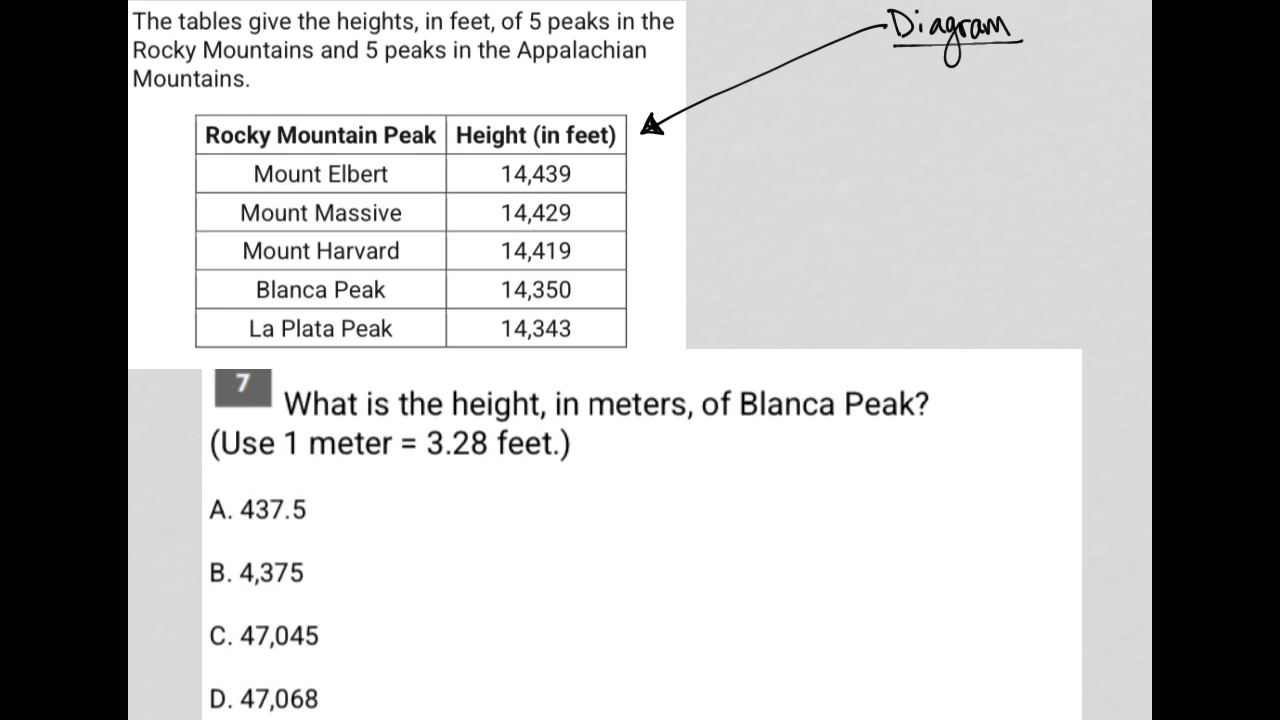 The tables give the heights, in feet, of 5 peaks in the
Rocky Mountains and 5 peaks in the Appalachian
Mountains.
Diagram
Rocky Mountain Peak Height (in feet)
Mount Elbert 14,439
Mount Massive 14,429
Mount Harvard 14,419
Blanca Peak 14,350
La Plata Peak 14,343
7 What is the height, in meters, of Blanca Peak?
(Use 1 meter = 3.28 feet.)
A. 437.5
B. 4,375
C. 47,045
D. 47,068